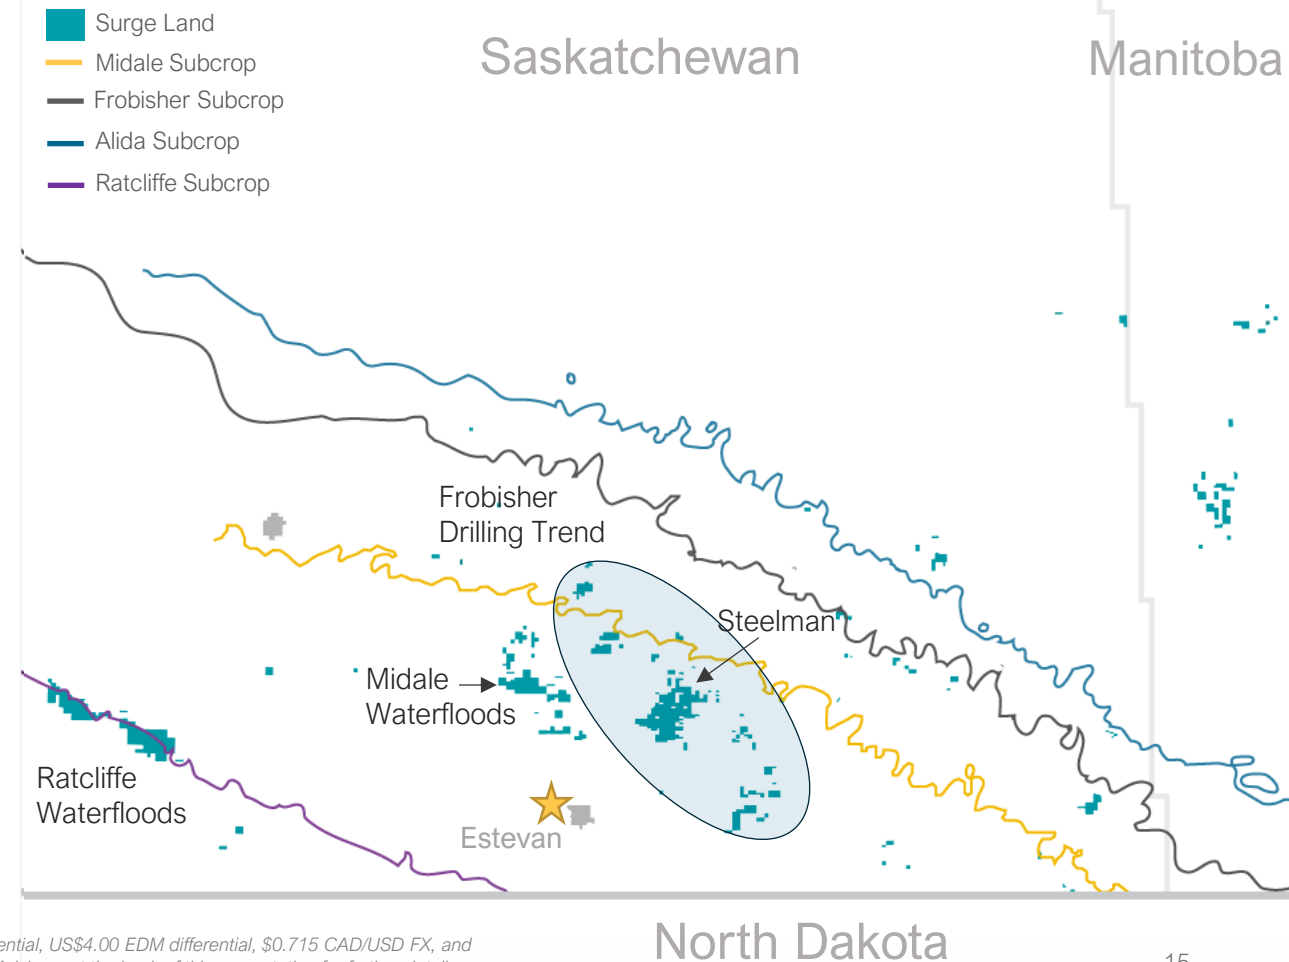 Surge Land
Midale Subcrop
Frobisher Subcrop
Alida Subcrop
Ratcliffe Subcrop
Saskatchewan
Manitoba
Frobisher
Drilling Trend
Steelman
Midale
Waterfloods
Ratcliffe
Waterfloods
Estevan
North Dakota
US$4.00 EDM differential, $0.715 CAD/USD FX, and
15